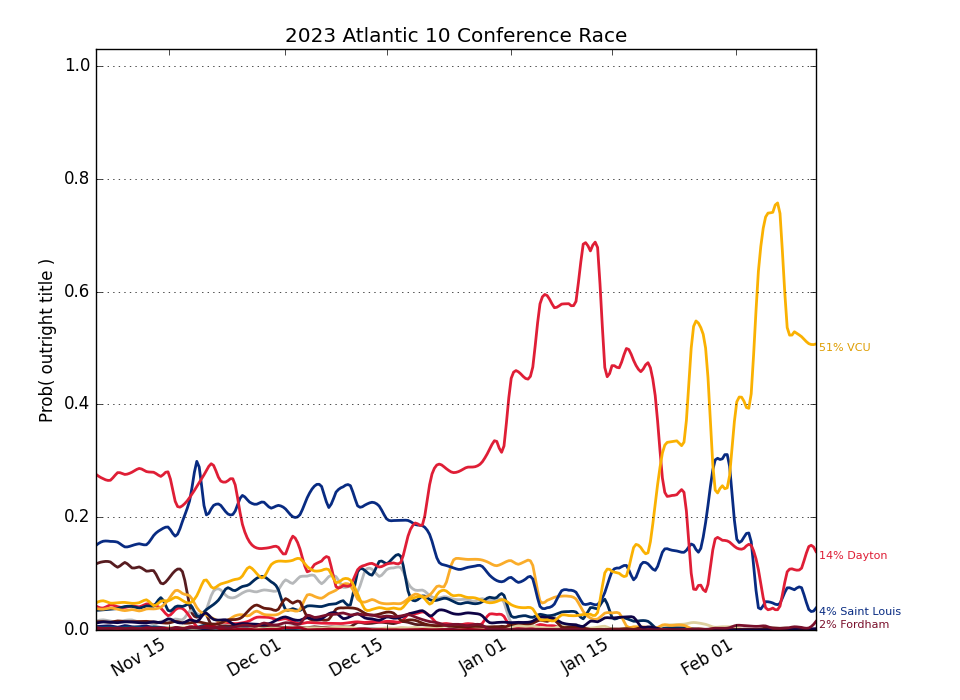 2023 Atlantic 10 Conference Race
Prob( outright title )
1.0
0.8
0.6
0.4
0.2
0.0
Nov 15
Dec 01
Dec 15
Jan 01
Jan 15
Feb 01
51% VCU
14% Dayton
4% Saint Louis
2% Fordham